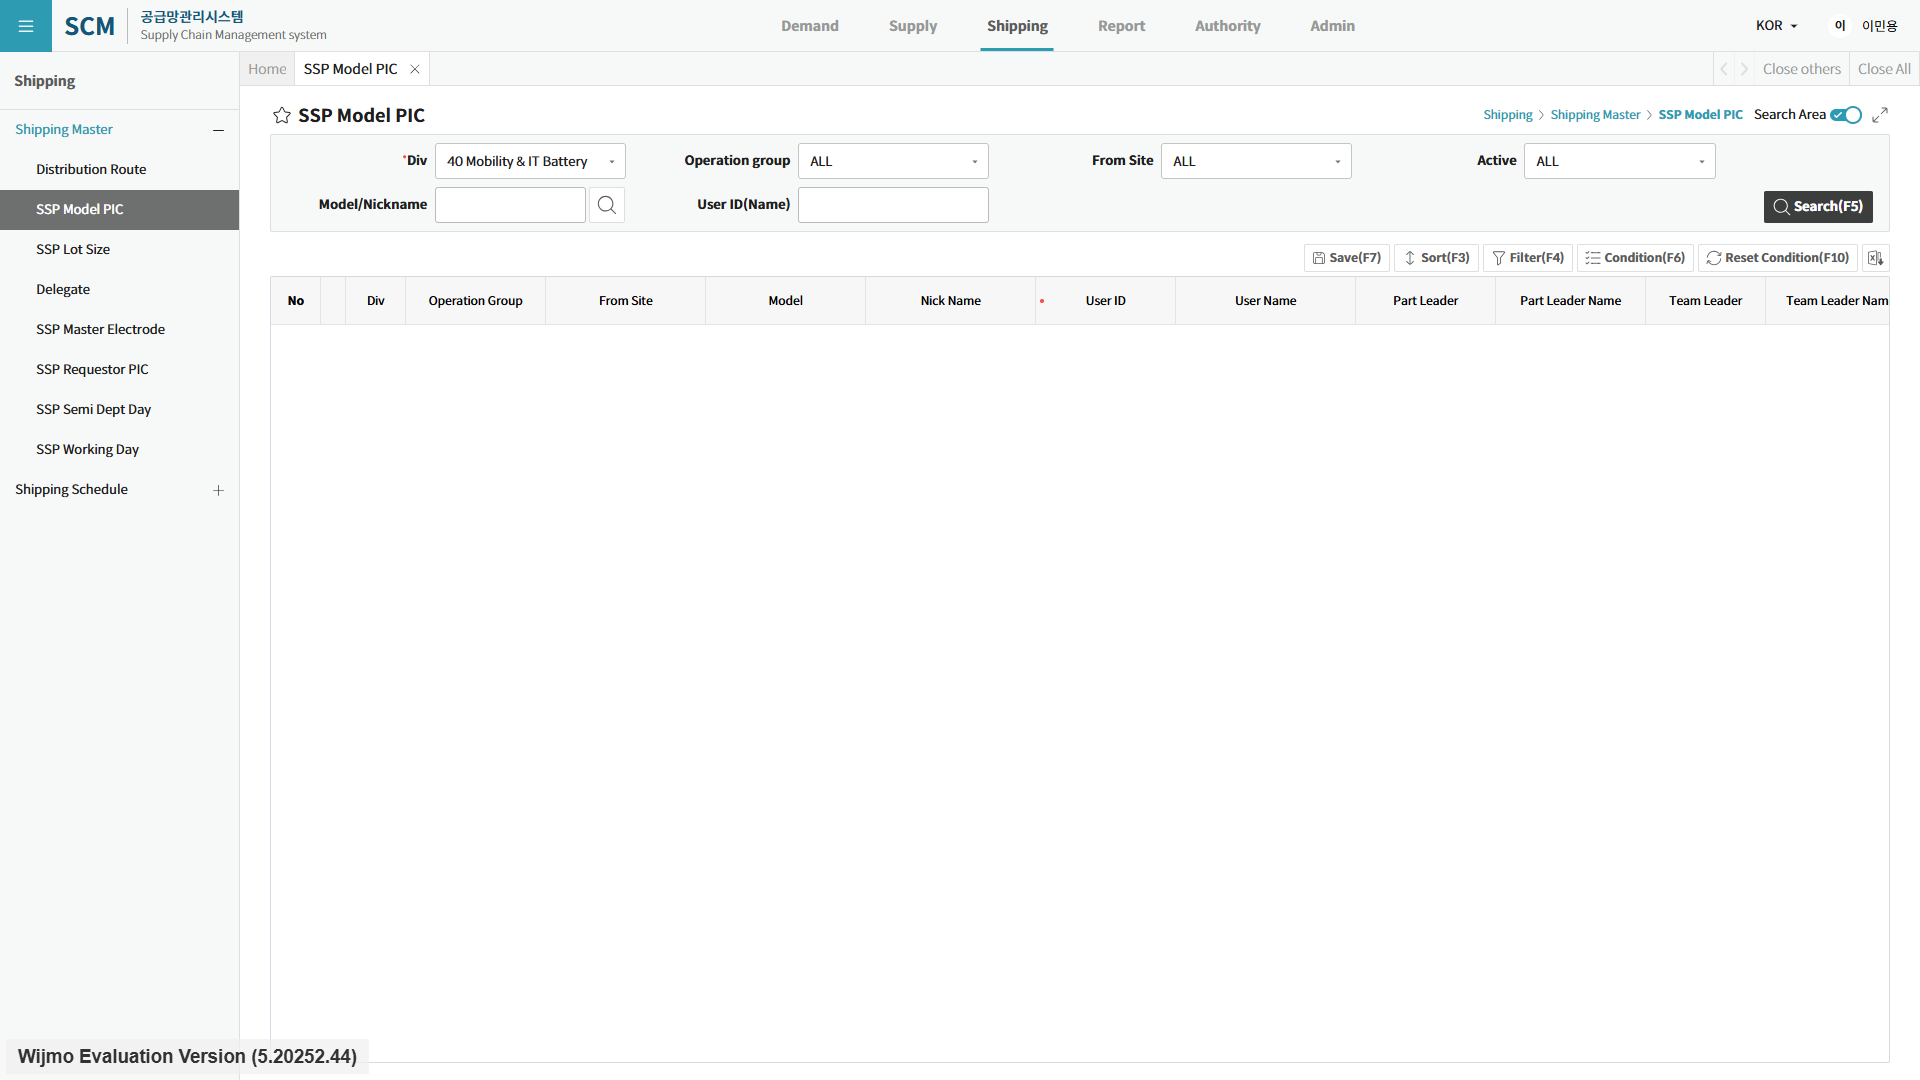 SCM
공급망관리시스템
Supply Chain Management system
Demand
Supply
Shipping
Report
Authority
Admin
KOR
이
이민용
Shipping
Home
SSP Model PIC
Close others
Close All
Shipping Master
Distribution Route
SSP Model PIC
SSP Lot Size
Delegate
SSP Master Electrode
SSP Requestor PIC
SSP Semi Dept Day
SSP Working Day
Shipping Schedule
SSP Model PIC
Shipping > Shipping Master > SSP Model PIC
Search Area
*Div
40 Mobility & IT Battery
Operation group
ALL
From Site
ALL
Active
ALL
Model/Nickname
User ID(Name)
Search(F5)
Save(F7)
Sort(F3)
Filter(F4)
Condition(F6)
Reset Condition(F10)
No
Div
Operation Group
From Site
Model
Nick Name
User ID
User Name
Part Leader
Part Leader Name
Team Leader
Team Leader Nam
Wijmo Evaluation Version (5.20252.44)